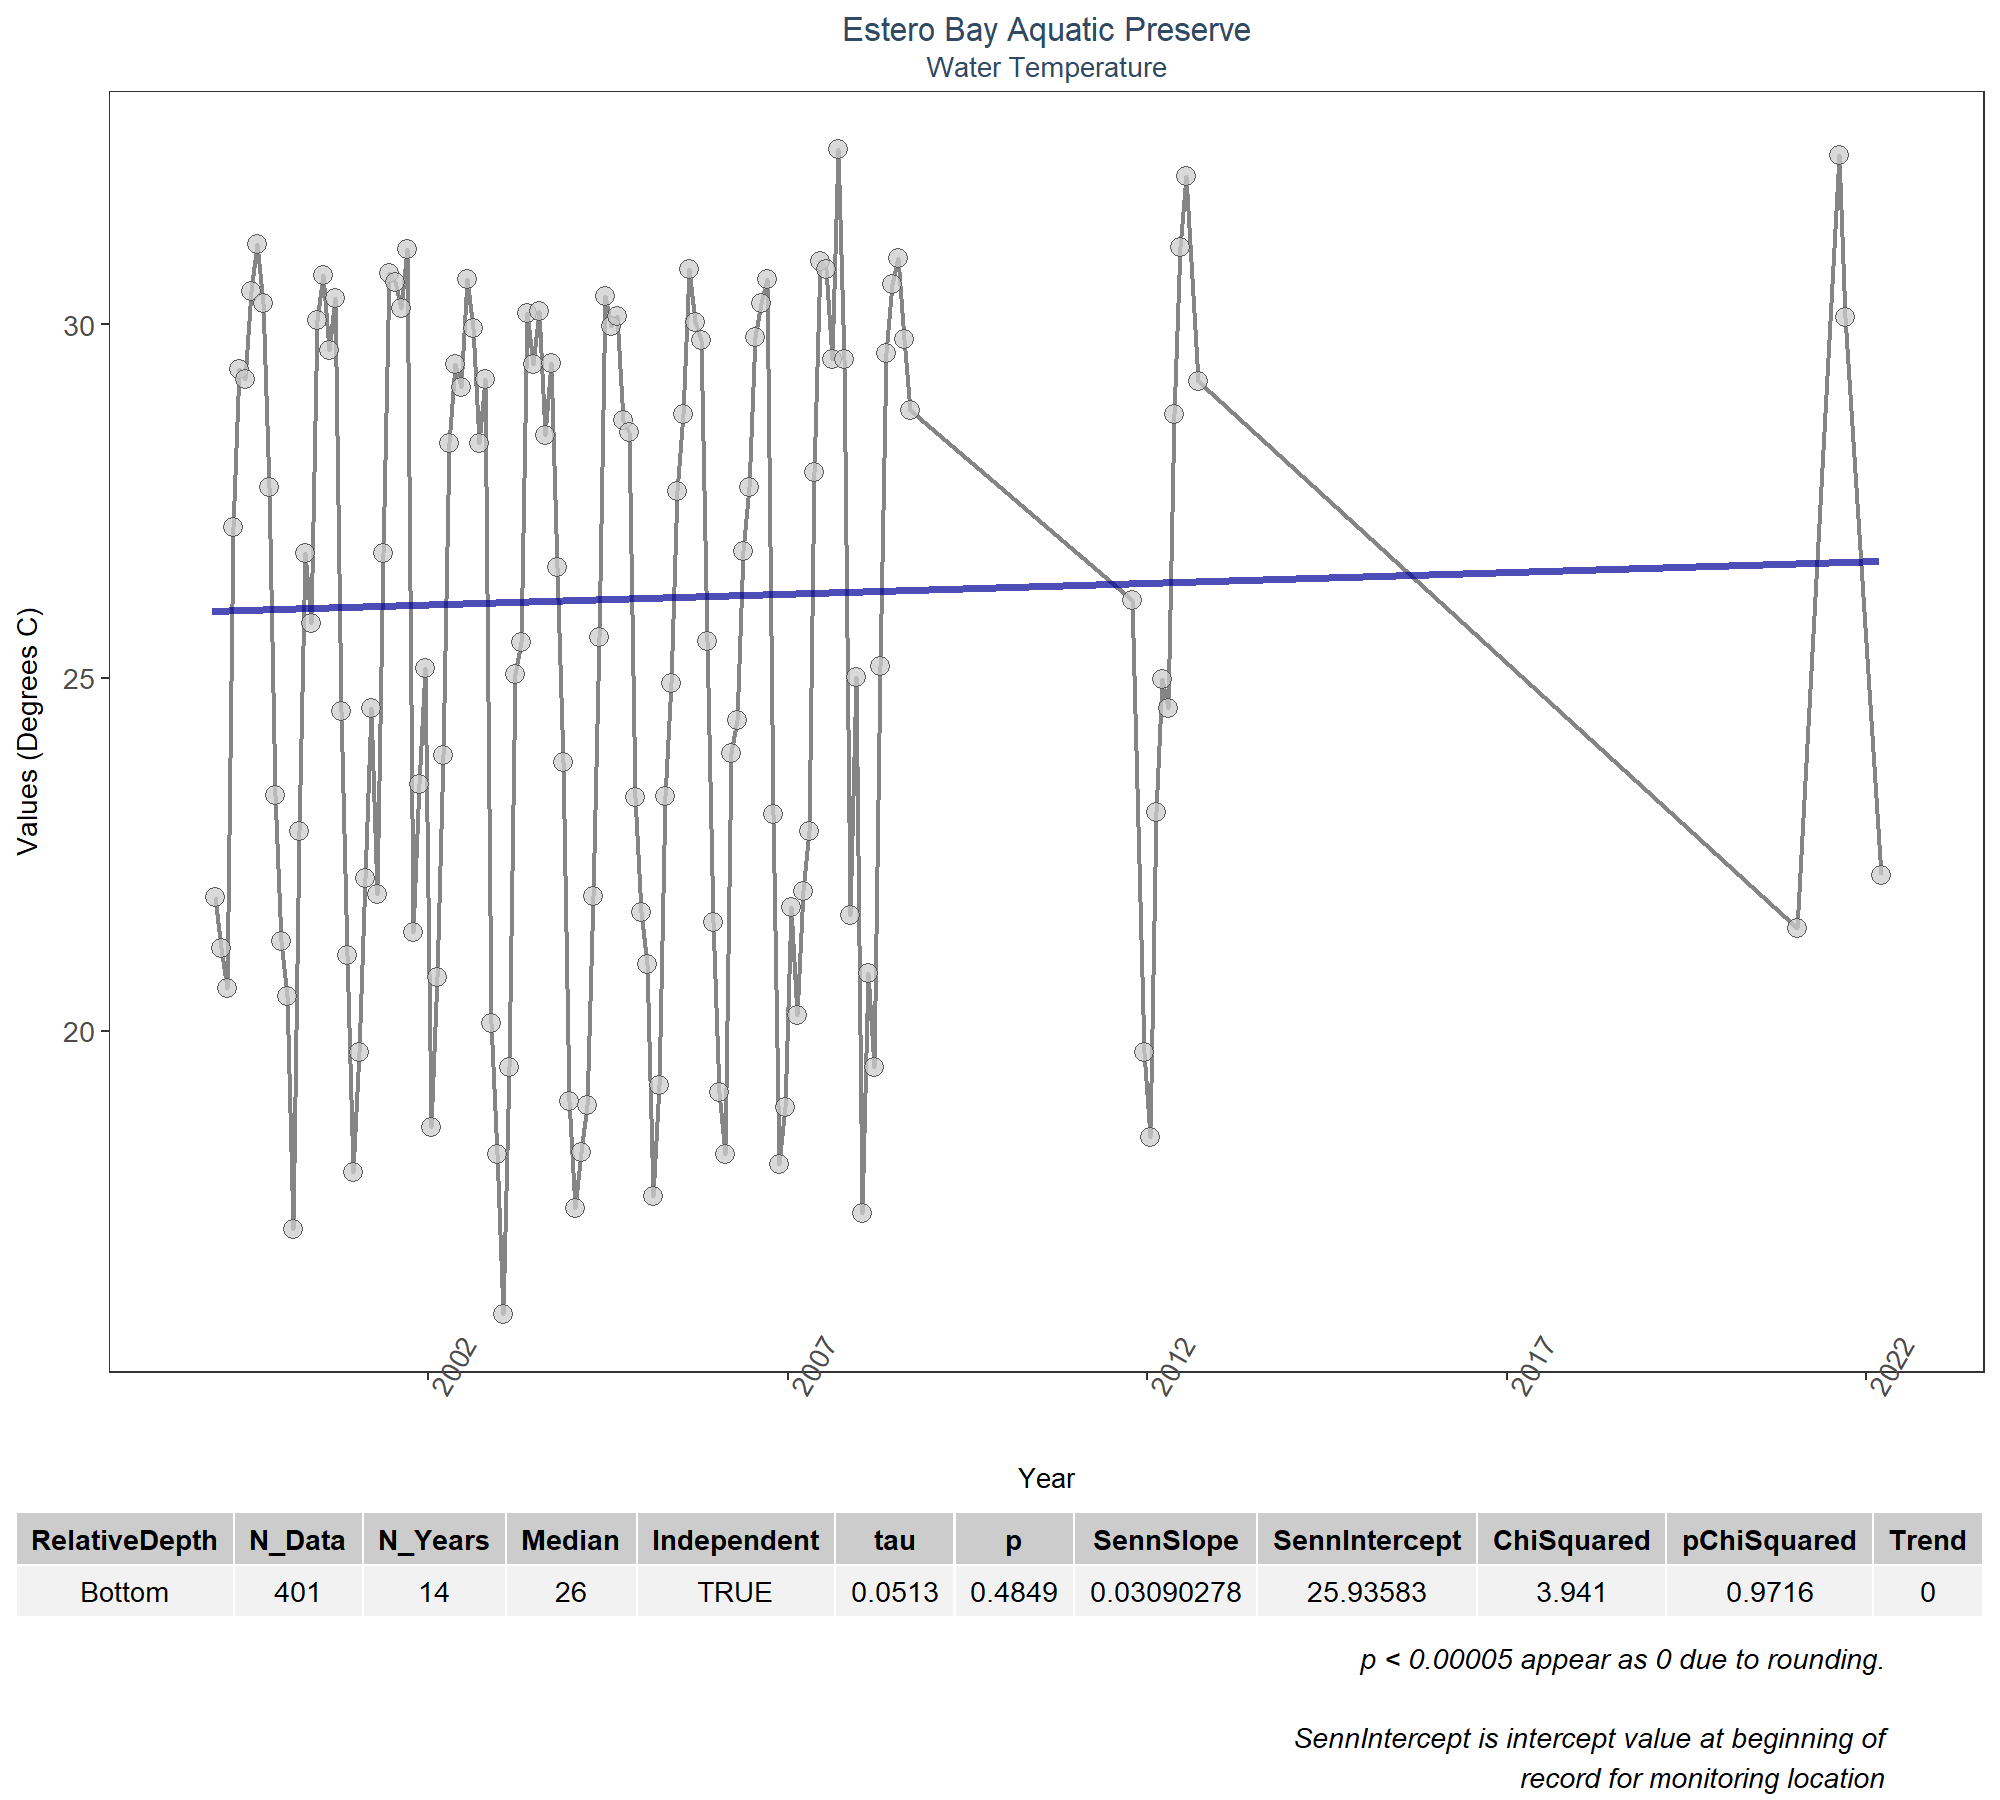 Estero Bay Aquatic Preserve
Water Temperature
Values (Degrees C)
30
25
20
2002 2007 2012 2017 2022
Year
RelativeDepth N_Data N_Years Median Independent tau p SennSlope SennIntercept ChiSquared pChiSquared Trend
Bottom 401 14 26 TRUE 0.0513 0.4849 0.03090278 25.93583 3.941 0.9716 0
p < 0.00005 appear as 0 due to rounding.
SennIntercept is intercept value at beginning of
record for monitoring location